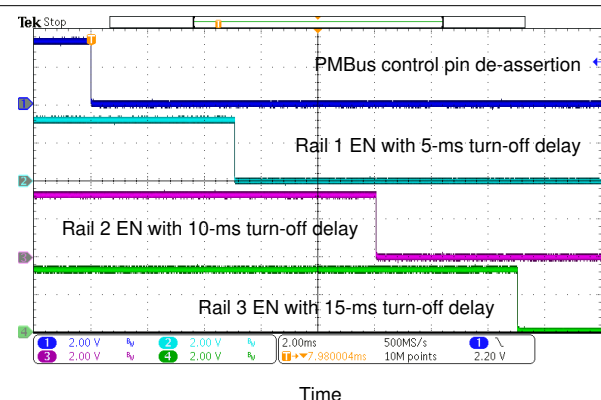 Tek Stop
T
PMBus control pin de-assertion
1
Rail 1 EN with 5-ms turn-off delay
2
Rail 2 EN with 10-ms turn-off delay
3
Rail 3 EN with 15-ms turn-off delay
4
1 2.00 V 2 2.00 V 2.00ms 500MS/s 1
3 2.00 V 4 2.00 V T→▼7.980004ms 10M points 2.20 V
Time